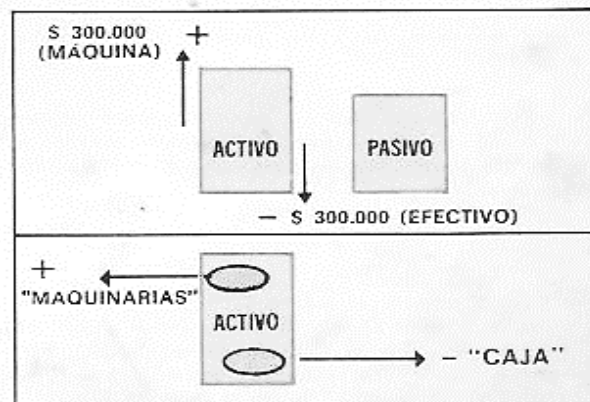 $ 300.000 +
(MÁQUINA)
ACTIVO
PASIVO
— $ 300.000 (EFECTIVO)
+
"MAQUINARIAS"
ACTIVO
— "CAJA"